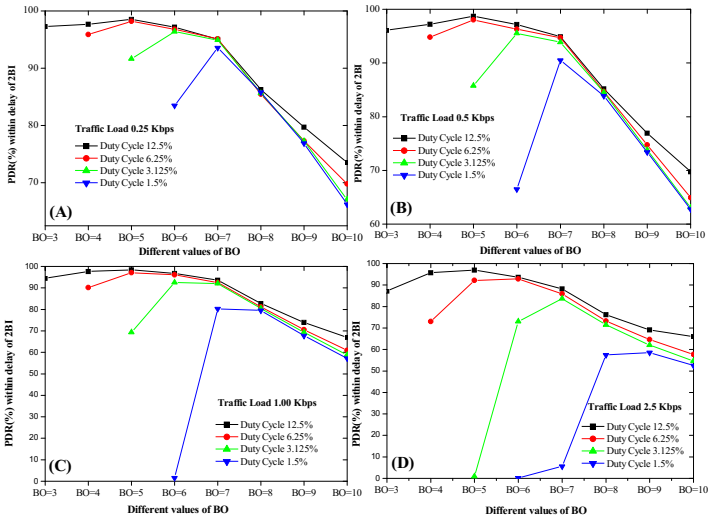 100
90
80
70
PDR(%) within delay of 2BI
Traffic Load 0.25 Kbps
Duty Cycle 12.5%
Duty Cycle 6.25%
Duty Cycle 3.125%
Duty Cycle 1.5%
(A)
BO=3 BO=4 BO=5 BO=6 BO=7 BO=8 BO=9 BO=10
Different values of BO
100
90
80
70
60
PDR(%) within delay of 2BI
Traffic Load 0.5 Kbps
Duty Cycle 12.5%
Duty Cycle 6.25%
Duty Cycle 3.125%
Duty Cycle 1.5%
(B)
BO=3 BO=4 BO=5 BO=6 BO=7 BO=8 BO=9 BO=10
Different values of BO
100
90
80
70
60
50
40
30
20
10
0
PDR(%) within delay of 2BI
Traffic Load 1.00 Kbps
Duty Cycle 12.5%
Duty Cycle 6.25%
Duty Cycle 3.125%
Duty Cycle 1.5%
(C)
BO=3 BO=4 BO=5 BO=6 BO=7 BO=8 BO=9 BO=10
Different values of BO
100
90
80
70
60
50
40
30
20
10
0
PDR(%) within delay of 2BI
Traffic Load 2.5 Kbps
Duty Cycle 12.5%
Duty Cycle 6.25%
Duty Cycle 3.125%
Duty Cycle 1.5%
(D)
BO=3 BO=4 BO=5 BO=6 BO=7 BO=8 BO=9 BO=10
Different values of BO